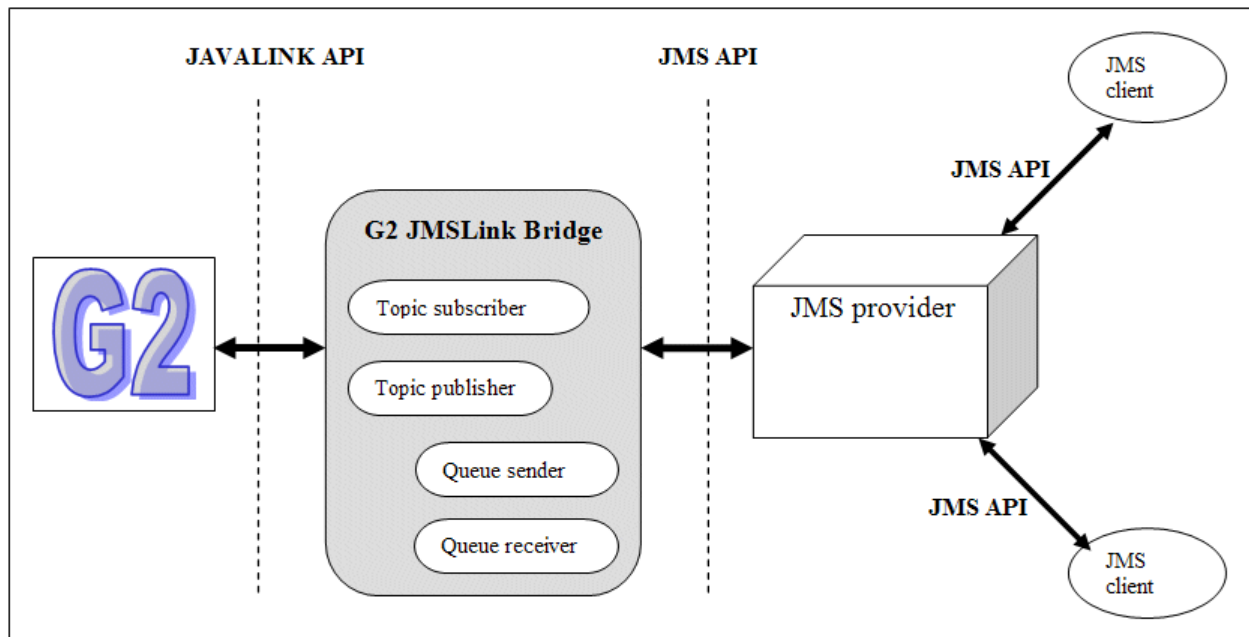 JAVALINK API
JMS API
JMS
client
JMS API
G2 JMSLink Bridge
G2
Topic subscriber
JMS provider
Topic publisher
Queue sender
JMS API
Queue receiver
JMS
client